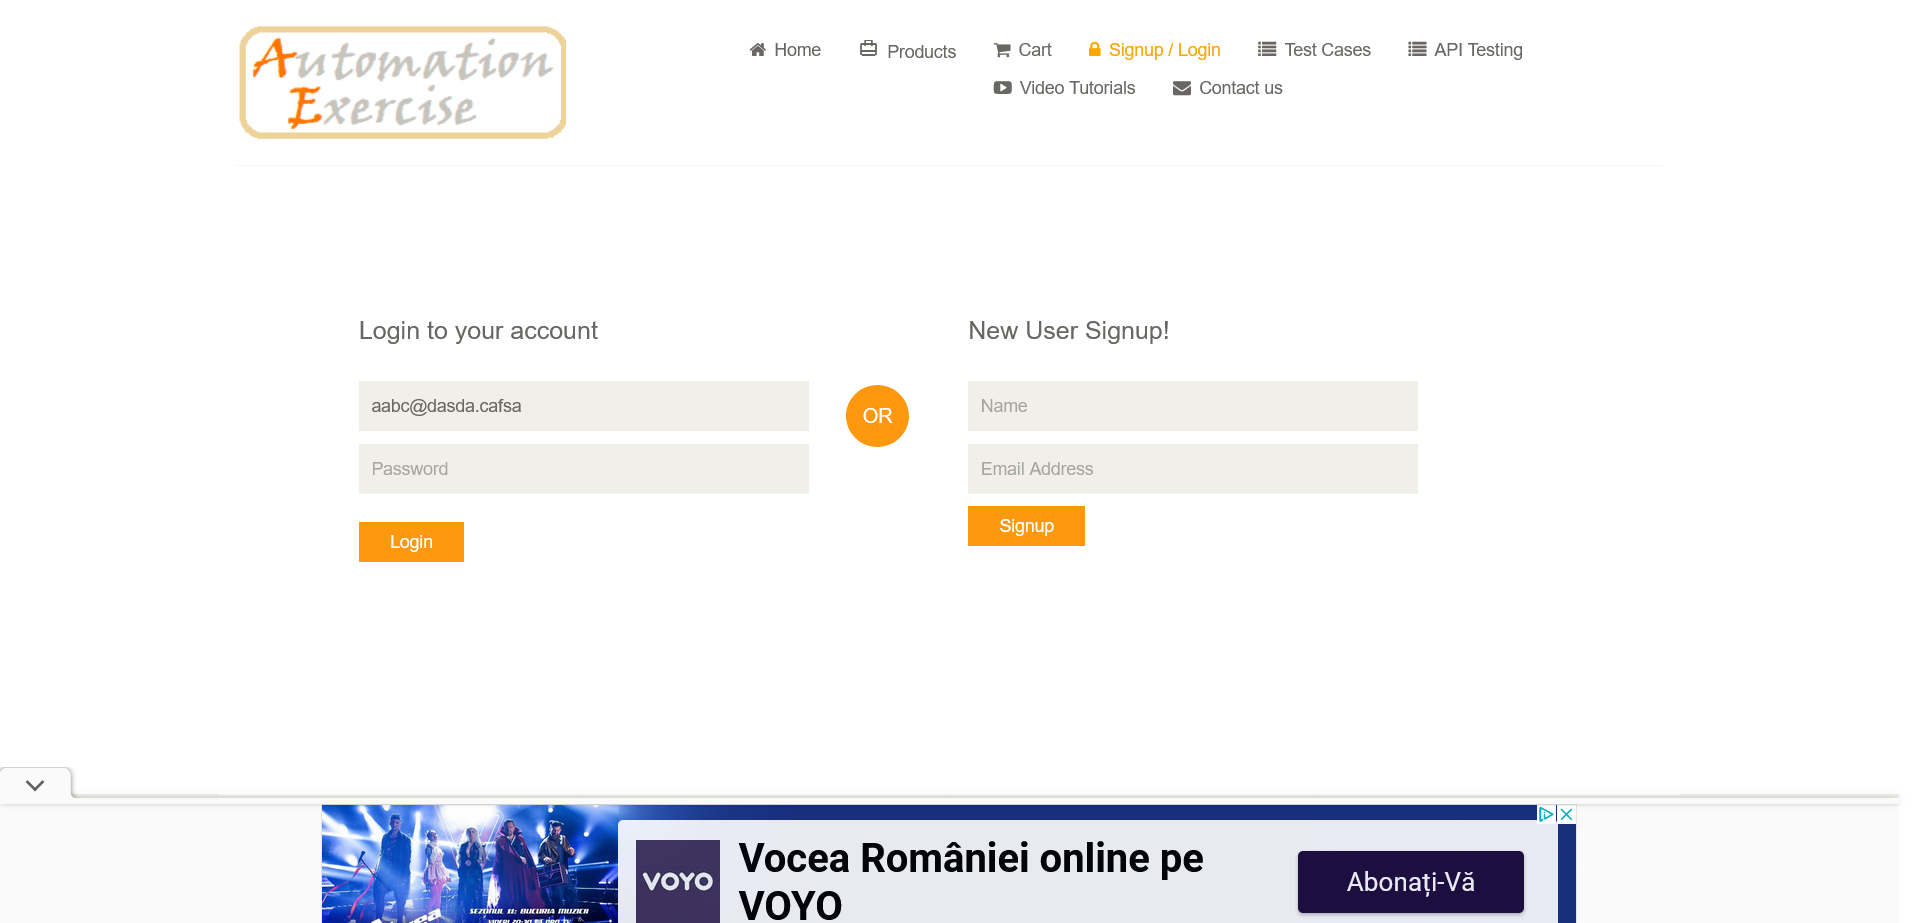 Automation
Exercise
Home
Products
Cart
Signup / Login
Test Cases
API Testing
Video Tutorials
Contact us
Login to your account
New User Signup!
aabc@dasda.cafsa
Password
Login
OR
Name
Email Address
Signup
SEZONUL 11: BUCURIA MUZICII
VOYO
Vocea României online pe
VOYO
Abonați-Vă